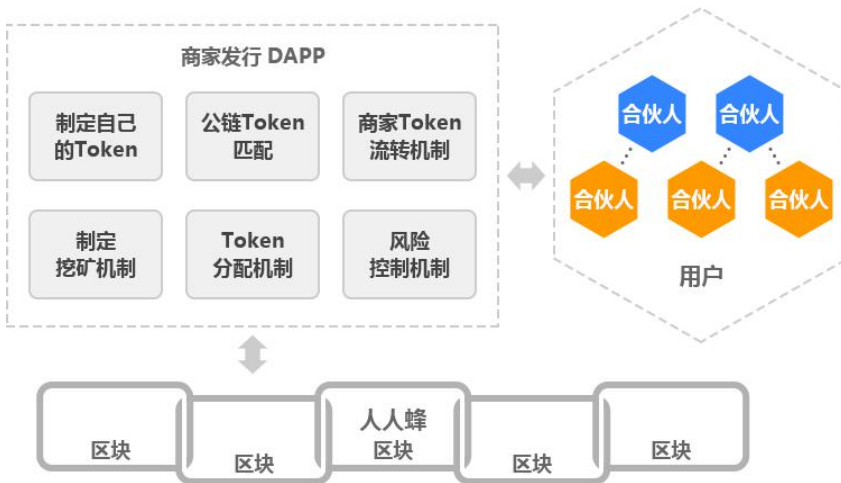 商家发行 DAPP
制定自己
的Token
公链Token
匹配
商家Token
流转机制
制定
挖矿机制
Token
分配机制
风险
控制机制
合伙人
合伙人
合伙人
合伙人
合伙人
用户
区块
区块
人人蜂
区块
区块
区块